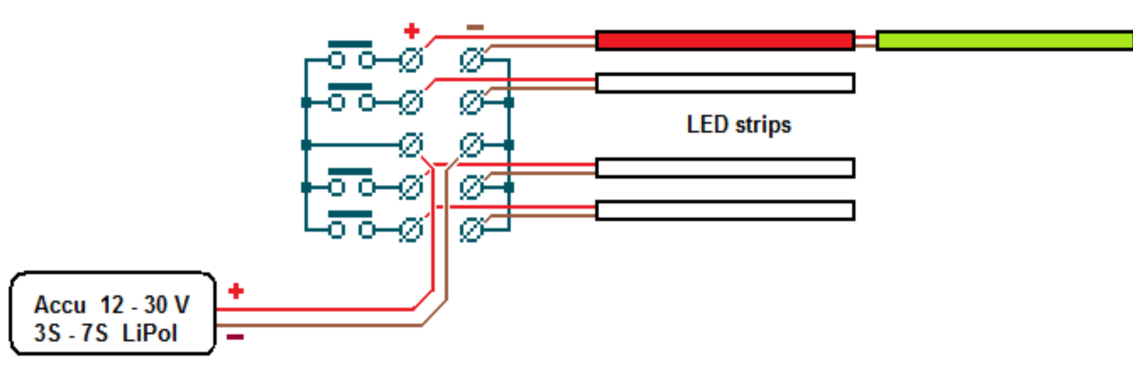 + −
LED strips
+
Accu 12 - 30 V
3S - 7S LiPol
−